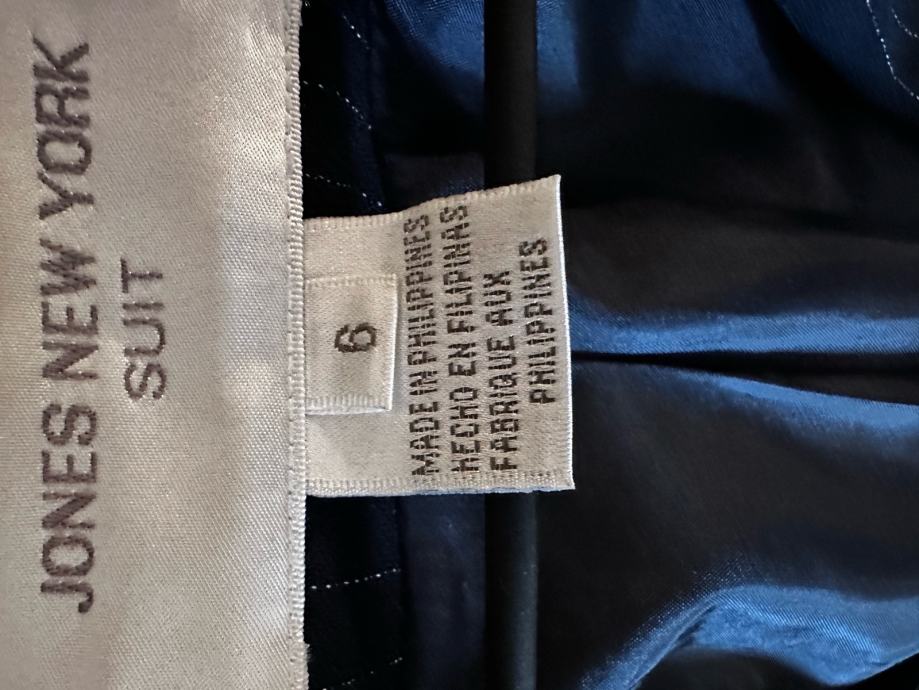 JONES NEW YORK
SUIT
6
MADE IN PHILIPPINES
HECHO EN FILIPINAS
FABRIQUE AUX
PHILIPPINES